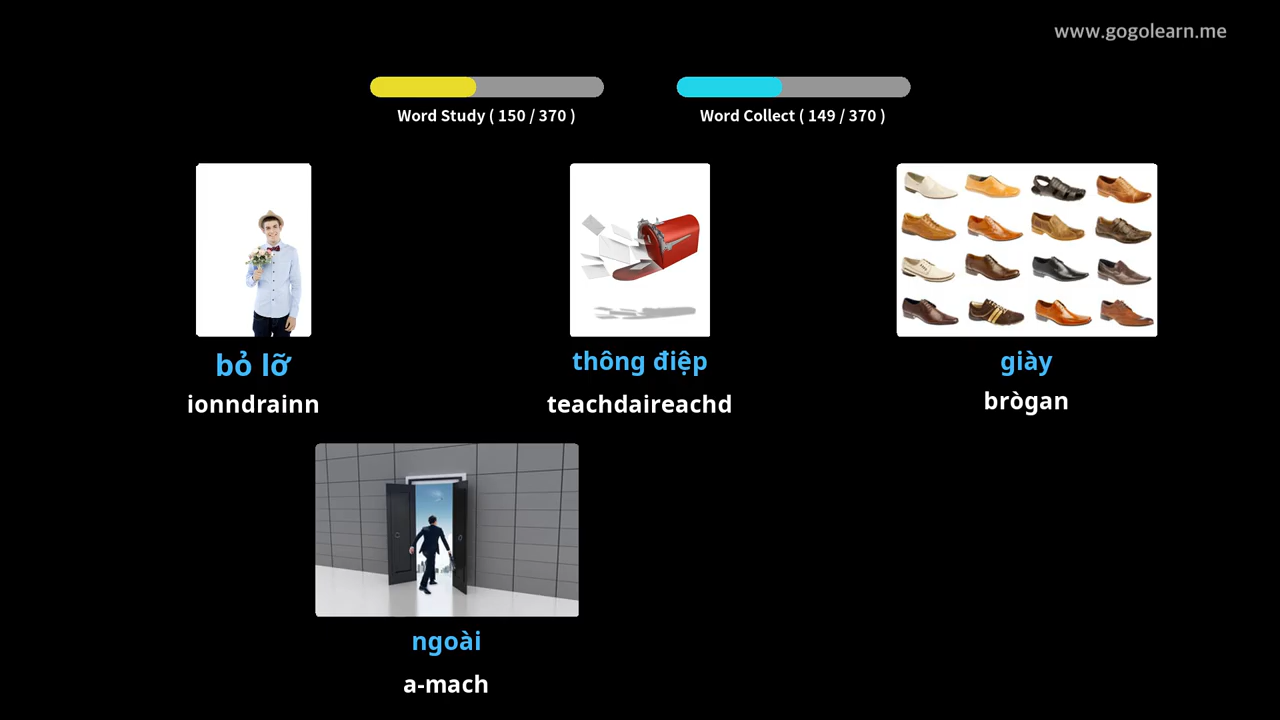 www.gogolearn.me
Word Study ( 150 / 370 )
Word Collect ( 149 / 370 )
bỏ lỡ
ionndrainn
thông điệp
teachdaireachd
giày
brògan
ngoài
a-mach